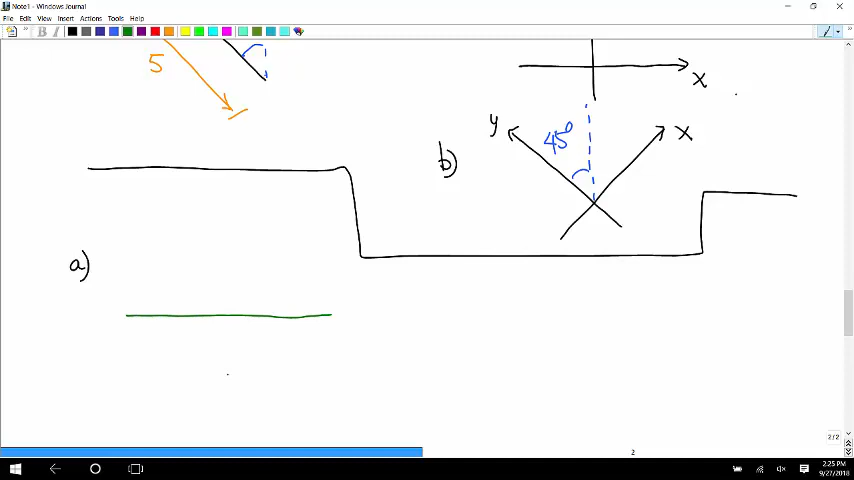 Note1 - Windows Journal
File Edit View Insert Actions Tools Help
B I
5
x
y 45° x
b)
a)
2/2
2
2:25 PM
9/27/2018